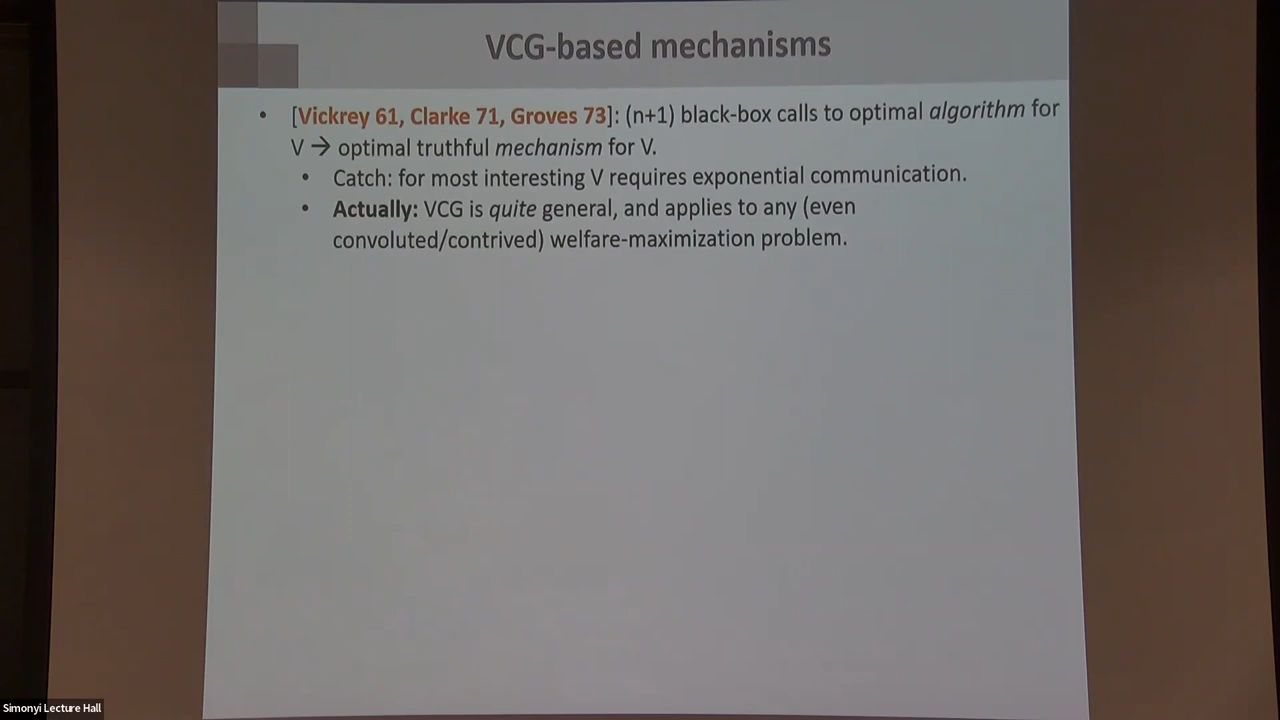 VCG-based mechanisms
• [Vickrey 61, Clarke 71, Groves 73]: (n+1) black-box calls to optimal algorithm for
V → optimal truthful mechanism for V.
• Catch: for most interesting V requires exponential communication.
• Actually: VCG is quite general, and applies to any (even
convoluted/contrived) welfare-maximization problem.
Simonyi Lecture Hall